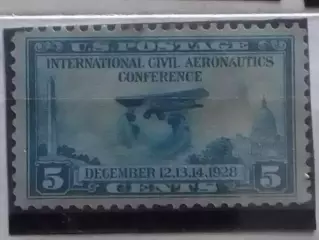 U.S. POSTAGE
INTERNATIONAL CIVIL AERONAUTICS
CONFERENCE
DECEMBER 12.13.14.1928
5 CENTS 5